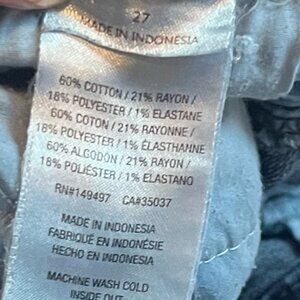 27
MADE IN INDONESIA
60% COTTON / 21% RAYON /
18% POLYESTER / 1% ELASTANE
60% COTON / 21% RAYONNE /
18% POLYESTER / 1% ÉLASTHANNE
60% ALGODÓN / 21% RAYON /
18% POLIÉSTER / 1% ELASTANO
RN#149497 CA#35037
MADE IN INDONESIA
FABRIQUÉ EN INDONÉSIE
HECHO EN INDONESIA
MACHINE WASH COLD
INSIDE OUT